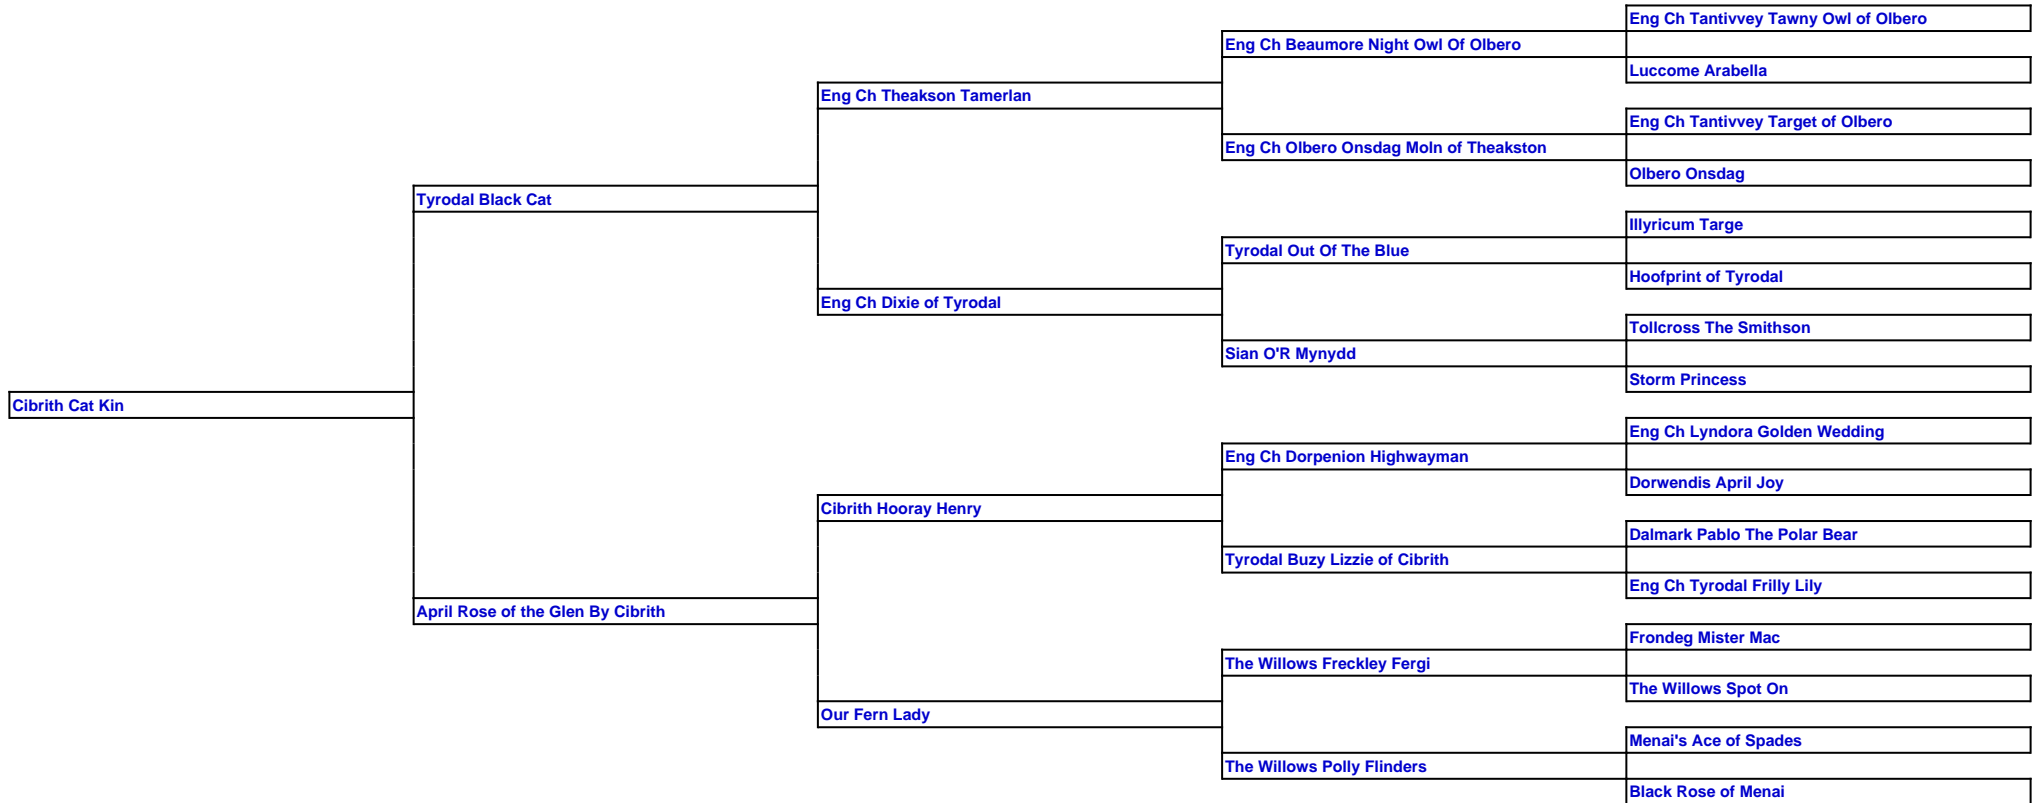 Eng Ch Tantivvey Tawny Owl of Olbero
Eng Ch Beaumore Night Owl Of Olbero
Luccome Arabella
Eng Ch Theakson Tamerlan
Eng Ch Tantivvey Target of Olbero
Eng Ch Olbero Onsdag Moln of Theakston
Olbero Onsdag
Tyrodal Black Cat
Illyricum Targe
Tyrodal Out Of The Blue
Hoofprint of Tyrodal
Eng Ch Dixie of Tyrodal
Tollcross The Smithson
Sian O'R Mynydd
Storm Princess
Cibrith Cat Kin
Eng Ch Lyndora Golden Wedding
Eng Ch Dorpenion Highwayman
Dorwendis April Joy
Cibrith Hooray Henry
Dalmark Pablo The Polar Bear
Tyrodal Buzy Lizzie of Cibrith
Eng Ch Tyrodal Frilly Lily
April Rose of the Glen By Cibrith
Frondeg Mister Mac
The Willows Freckley Fergi
The Willows Spot On
Our Fern Lady
Menai's Ace of Spades
The Willows Polly Flinders
Black Rose of Menai